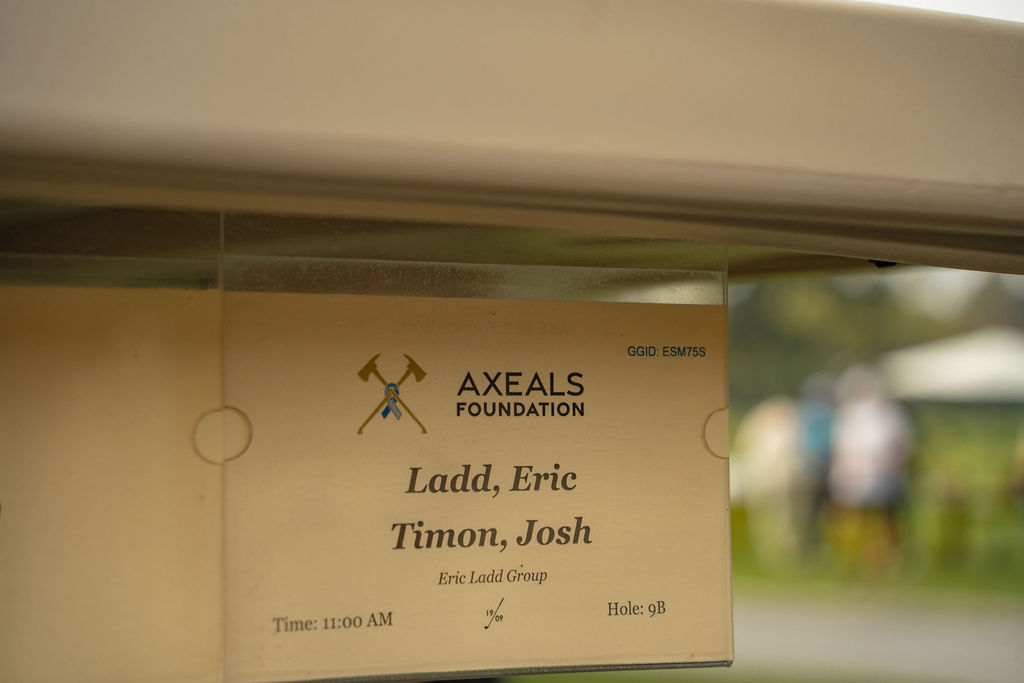 GGID: ESM75S
AXEALS
FOUNDATION
Ladd, Eric
Timon, Josh
Eric Ladd Group
Time: 11:00 AM
19/09
Hole: 9B